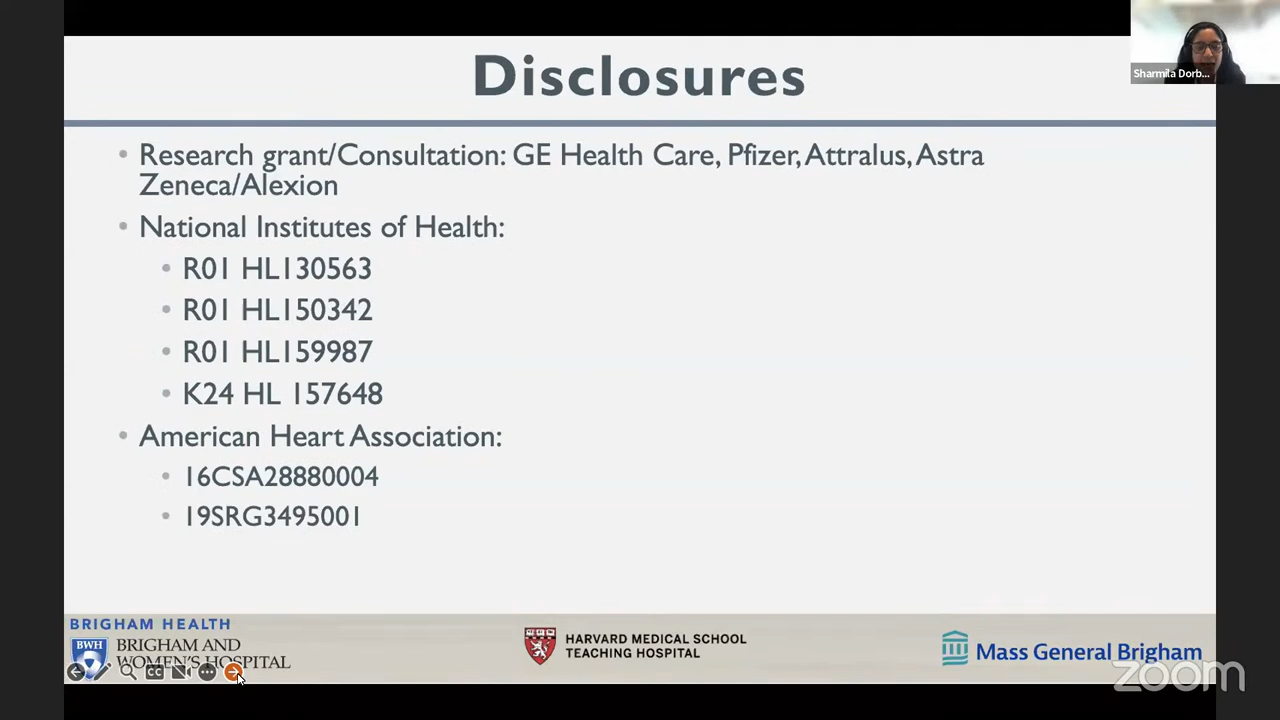 Disclosures
Sharmila Dorb...
• Research grant/Consultation: GE Health Care, Pfizer, Attralus, Astra
Zeneca/Alexion
• National Institutes of Health:
• R01 HL130563
• R01 HL150342
• R01 HL159987
• K24 HL 157648
• American Heart Association:
• 16CSA28880004
• 19SRG3495001
BRIGHAM HEALTH
BWH
BRIGHAM AND
WOMEN'S HOSPITAL
HARVARD MEDICAL SCHOOL
TEACHING HOSPITAL
Mass General Brigham
CC
zoom